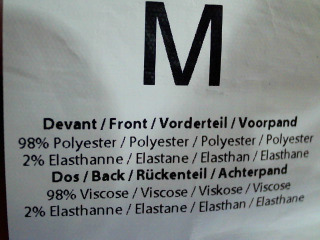 M
Devant / Front / Vorderteil / Voorpand
98% Polyester / Polyester / Polyester / Polyester
2% Elasthanne / Elastane / Elasthan / Elasthane
Dos / Back / Rückenteil / Achterpand
98% Viscose / Viscose / Viskose / Viscose
2% Elasthanne / Elastane / Elasthan / Elasthane